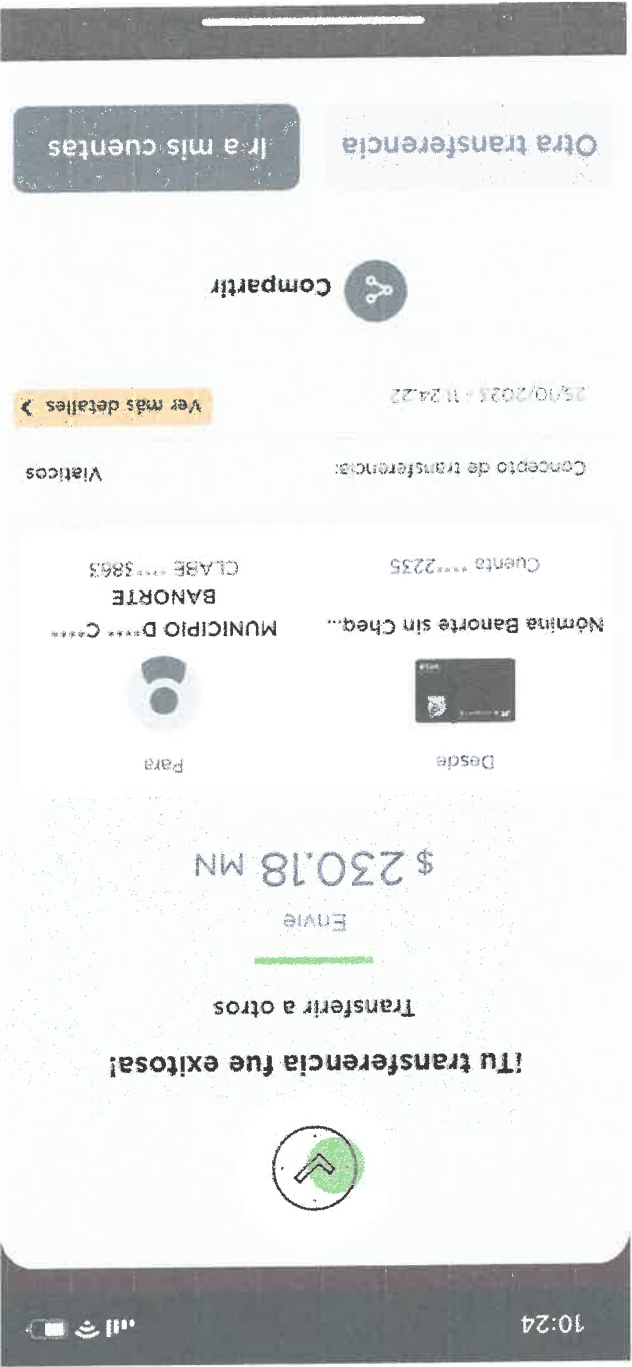 10:24
¡Tu transferencia fue exitosa!
Transferir a otros
Envie
$ 230.18 MN
Desde
Para
Nómina Banorte sin Cheq...
Cuenta ****2235
MUNICIPIO D**** C****
BANORTE
CLABE ****3863
Concepto de transferencia:
Viaticos
25/10/2025 - 11:24:22
Ver más detalles
Compartir
Otra transferencia
Ir a mis cuentas